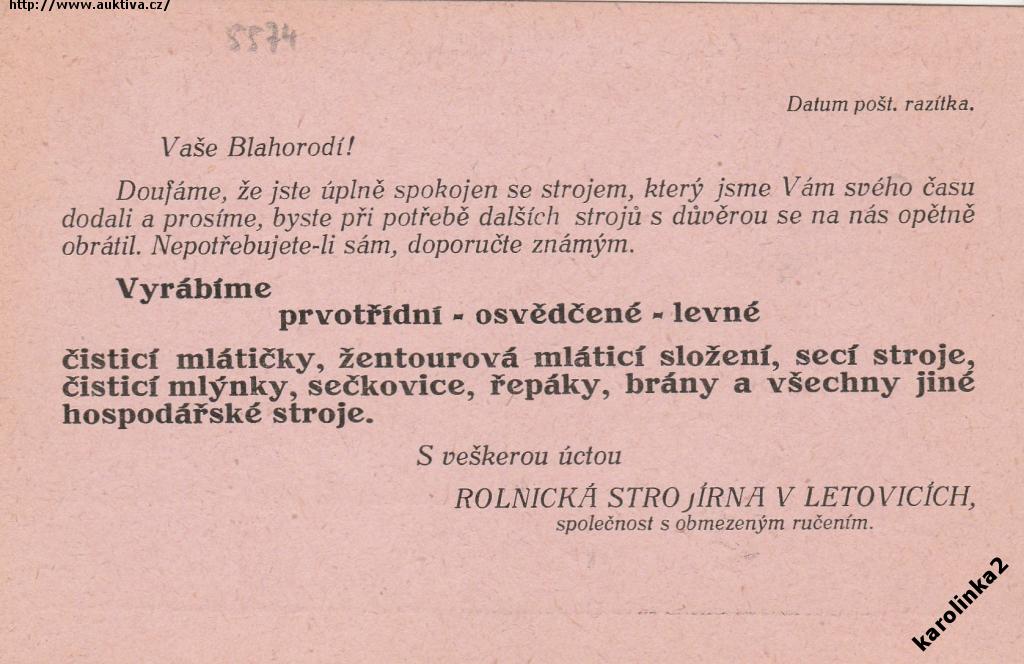 http://www.auktiva.cz/
5574
Datum pošt. razítka.
Vaše Blahorodí!
Doufáme, že jste úplně spokojen se strojem, který jsme Vám svého času
dodali a prosíme, byste při potřebě dalších strojů s důvěrou se na nás opětně
obrátil. Nepotřebujete-li sám, doporučte známým.
Vyrábíme
prvotřídní - osvědčené - levné
čisticí mlátičky, žentourová mláticí složení, secí stroje,
čisticí mlýnky, sečkovice, řepáky, brány a všechny jiné
hospodářské stroje.
S veškerou úctou
ROLNICKÁ STROJÍRNA V LETOVICÍCH,
společnost s obmezeným ručením.
karolinka2